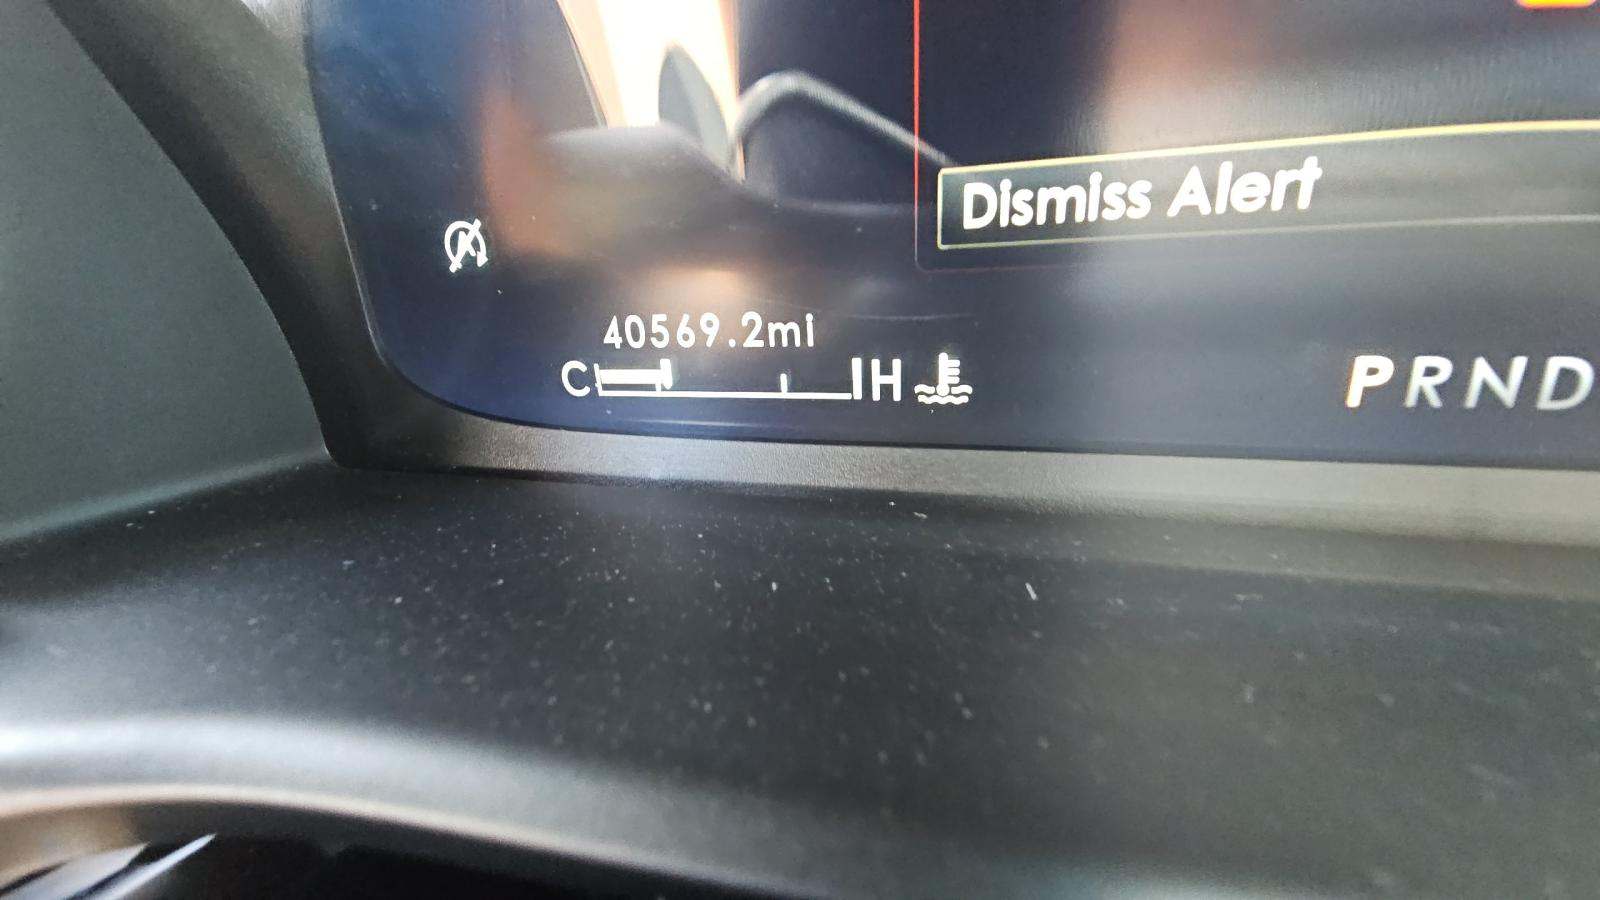 Dismiss Alert
40569.2mi
C H
PRND